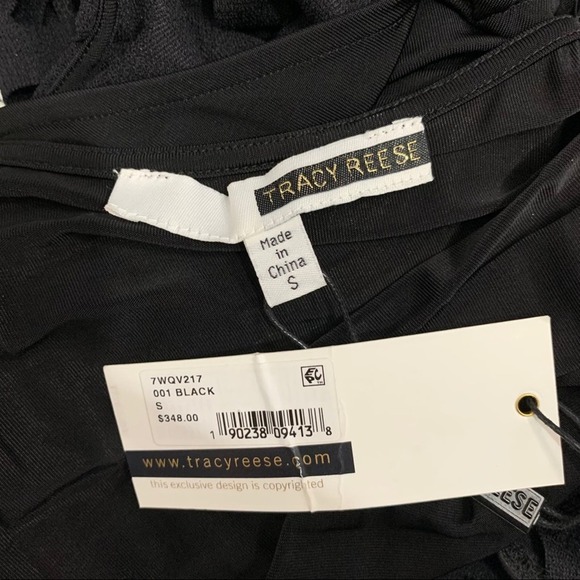 TRACY REESE
Made
in
China
S
7WQV217
001 BLACK
S
$348.00
1 90238 09413 8
www.tracyreese.com
this exclusive design is copyrighted
REESE